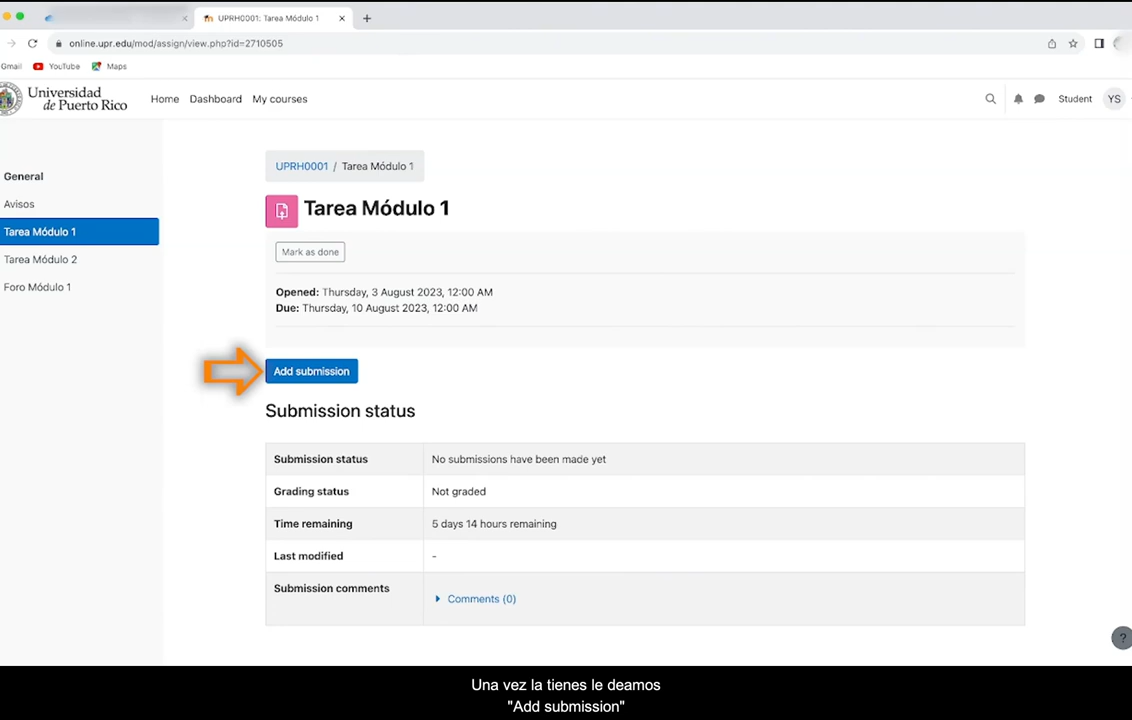 UPRH0001: Tarea Módulo 1
online.upr.edu/mod/assign/view.php?id=2710505
Gmail YouTube Maps
Universidad
de Puerto Rico
Home Dashboard My courses
Student YS
General
Avisos
Tarea Módulo 1
Tarea Módulo 2
Foro Módulo 1
UPRH0001 / Tarea Módulo 1
Tarea Módulo 1
Mark as done
Opened: Thursday, 3 August 2023, 12:00 AM
Due: Thursday, 10 August 2023, 12:00 AM
Add submission
Submission status
Submission status No submissions have been made yet
Grading status Not graded
Time remaining 5 days 14 hours remaining
Last modified -
Submission comments
Comments (0)
?
Una vez la tienes le deamos
"Add submission"